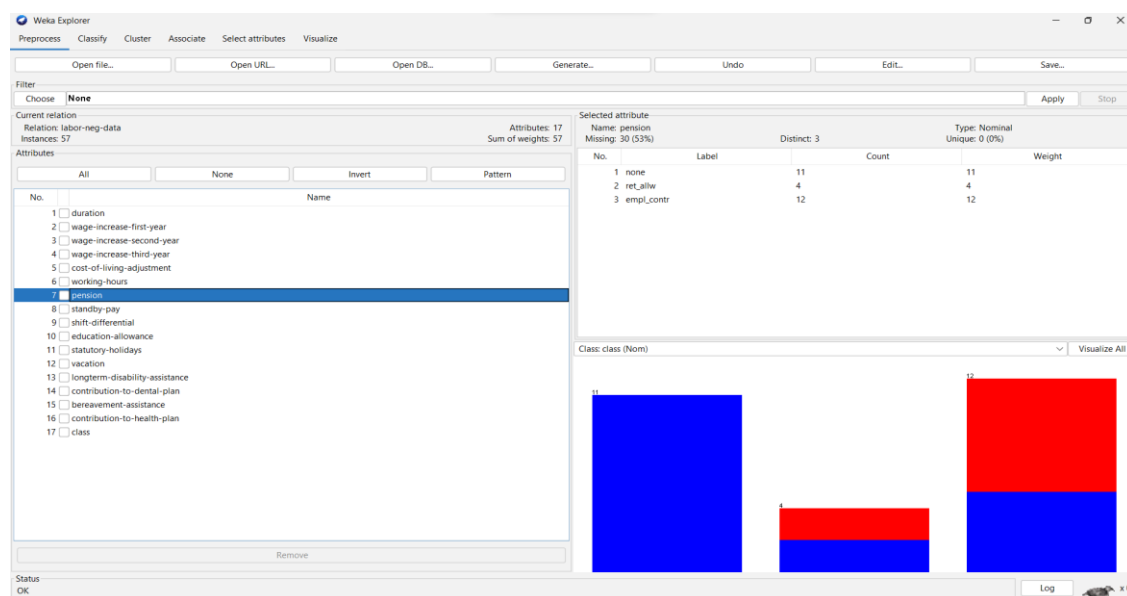 Weka Explorer
Preprocess Classify Cluster Associate Select attributes Visualize
Open file... Open URL... Open DB... Generate... Undo Edit... Save...
Filter
Choose None Apply Stop
Current relation
Relation: labor-neg-data Attributes: 17
Instances: 57 Sum of weights: 57
Selected attribute
Name: pension Type: Nominal
Missing: 30 (53%) Distinct: 3 Unique: 0 (0%)
Attributes
All None Invert Pattern
No. Name
1 duration
2 wage-increase-first-year
3 wage-increase-second-year
4 wage-increase-third-year
5 cost-of-living-adjustment
6 working-hours
7 pension
8 standby-pay
9 shift-differential
10 education-allowance
11 statutory-holidays
12 vacation
13 longterm-disability-assistance
14 contribution-to-dental-plan
15 bereavement-assistance
16 contribution-to-health-plan
17 class
Remove
No. Label Count Weight
1 none 11 11
2 ret_allw 4 4
3 empl_contr 12 12
Class: class (Nom) Visualize All
11
4
12
Status
OK
Log
x